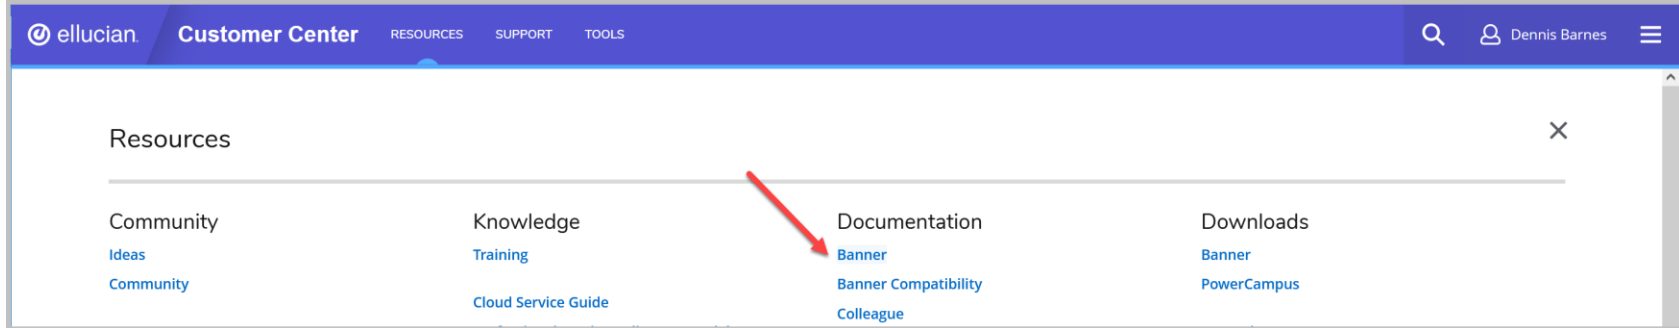 ellucian. Customer Center RESOURCES SUPPORT TOOLS Dennis Barnes
Resources
Community
Ideas
Community
Knowledge
Training
Cloud Service Guide
Documentation
Banner
Banner Compatibility
Colleague
Downloads
Banner
PowerCampus